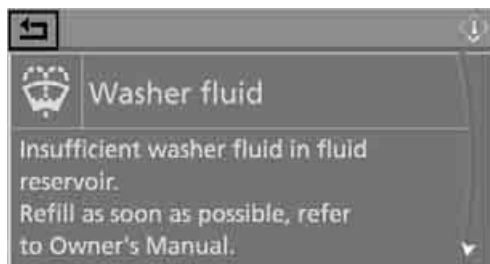 Washer fluid
Insufficient washer fluid in fluid
reservoir.
Refill as soon as possible, refer
to Owner's Manual.